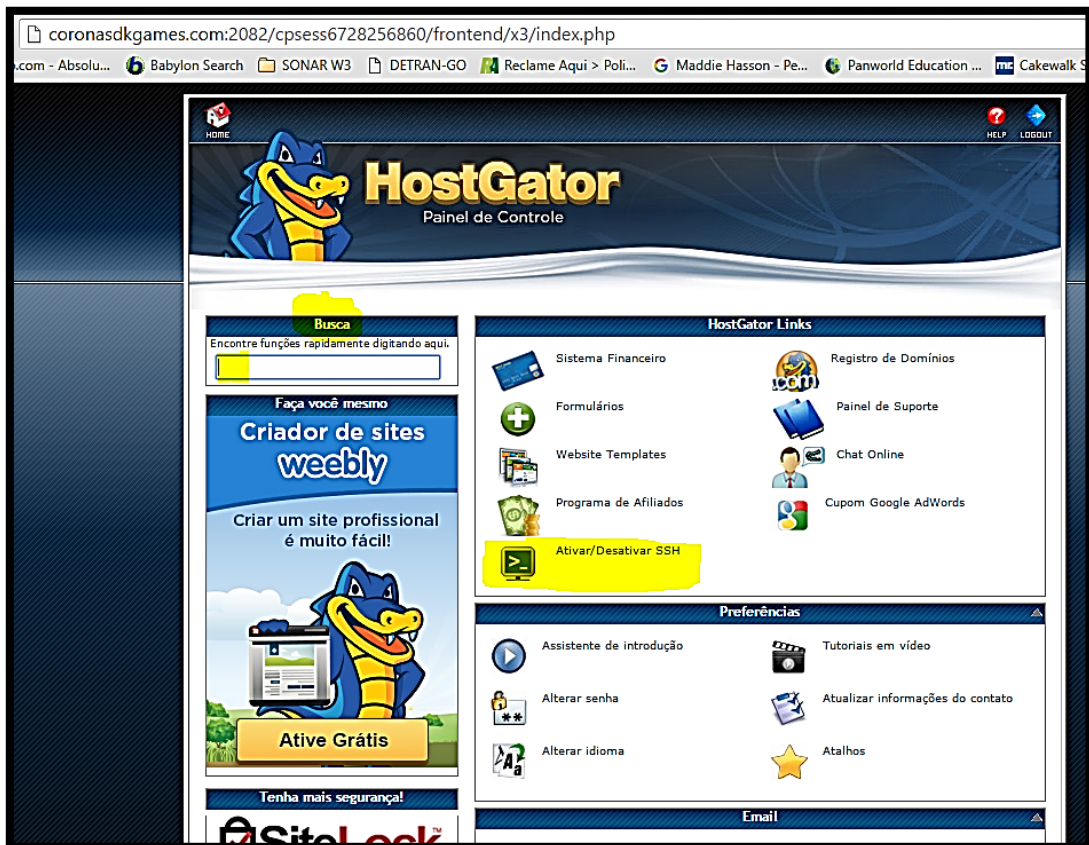 coronasdkgames.com:2082/cpsess6728256860/frontend/x3/index.php
.com - Absolu... Babylon Search SONAR W3 DETRAN-GO Reclame Aqui > Poli... Maddie Hasson - Pe... Panworld Education ... Cakewalk S
HOME
HELP LOGOUT
HostGator
Painel de Controle
Busca
Encontre funções rapidamente digitando aqui.
Faça você mesmo
Criador de sites
weebly
Criar um site profissional
é muito fácil!
Ative Grátis
Tenha mais segurança!
SiteLock™
HostGator Links
Sistema Financeiro
Registro de Domínios
.com
Formulários
Painel de Suporte
Website Templates
Chat Online
Programa de Afiliados
Cupom Google AdWords
Ativar/Desativar SSH
Preferências
Assistente de introdução
Tutoriais em vídeo
Alterar senha
Atualizar informações do contato
Alterar idioma
Atalhos
Email